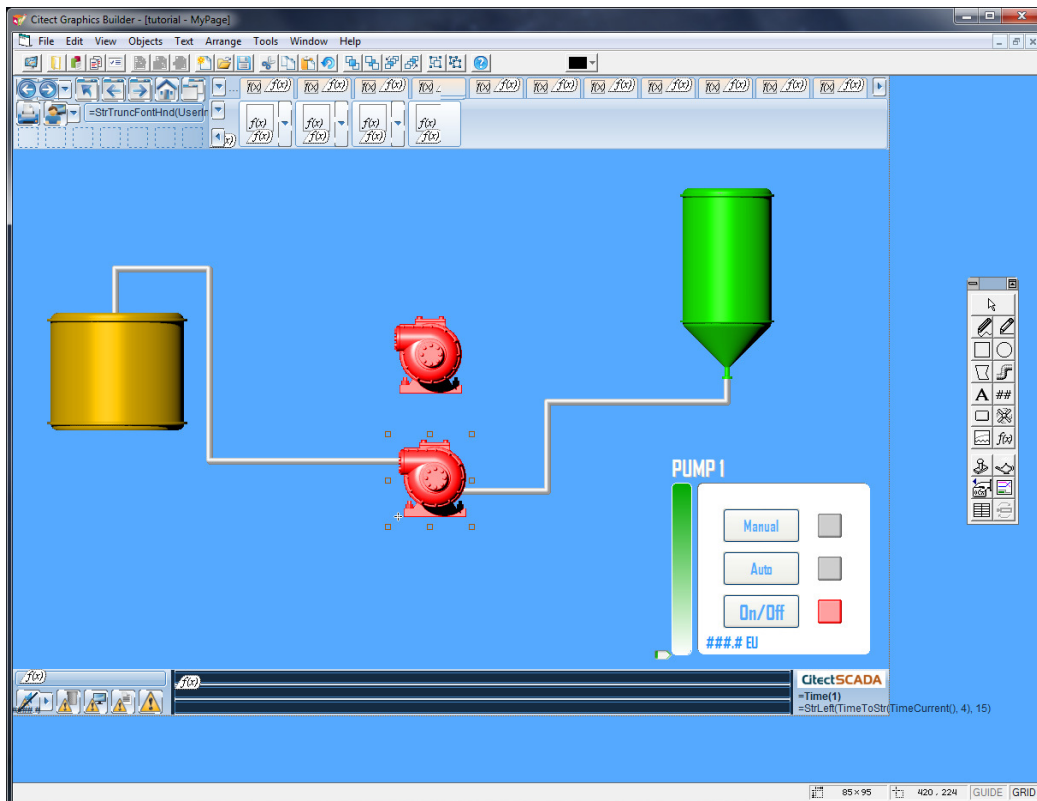 Citect Graphics Builder - [tutorial - MyPage]
File Edit View Objects Text Arrange Tools Window Help
f(x) f(x) f(x) f(x) f(x) f(x) f(x) f(x) f(x) f(x) f(x) f(x) f(x) f(x) f(x) f(x) f(x) f(x) f(x) f(x) f(x)
=StrTruncFontHnd(UserIn
f(x) f(x) f(x) f(x)
x) f(x) f(x) f(x) f(x)
A ##
f(x)
PUMP 1
Manual
Auto
On/Off
###.# EU
f(x)
f(x)
CitectSCADA
=Time(1)
=StrLeft(TimeToStr(TimeCurrent(), 4), 15)
85×95 420 , 224 GUIDE GRID